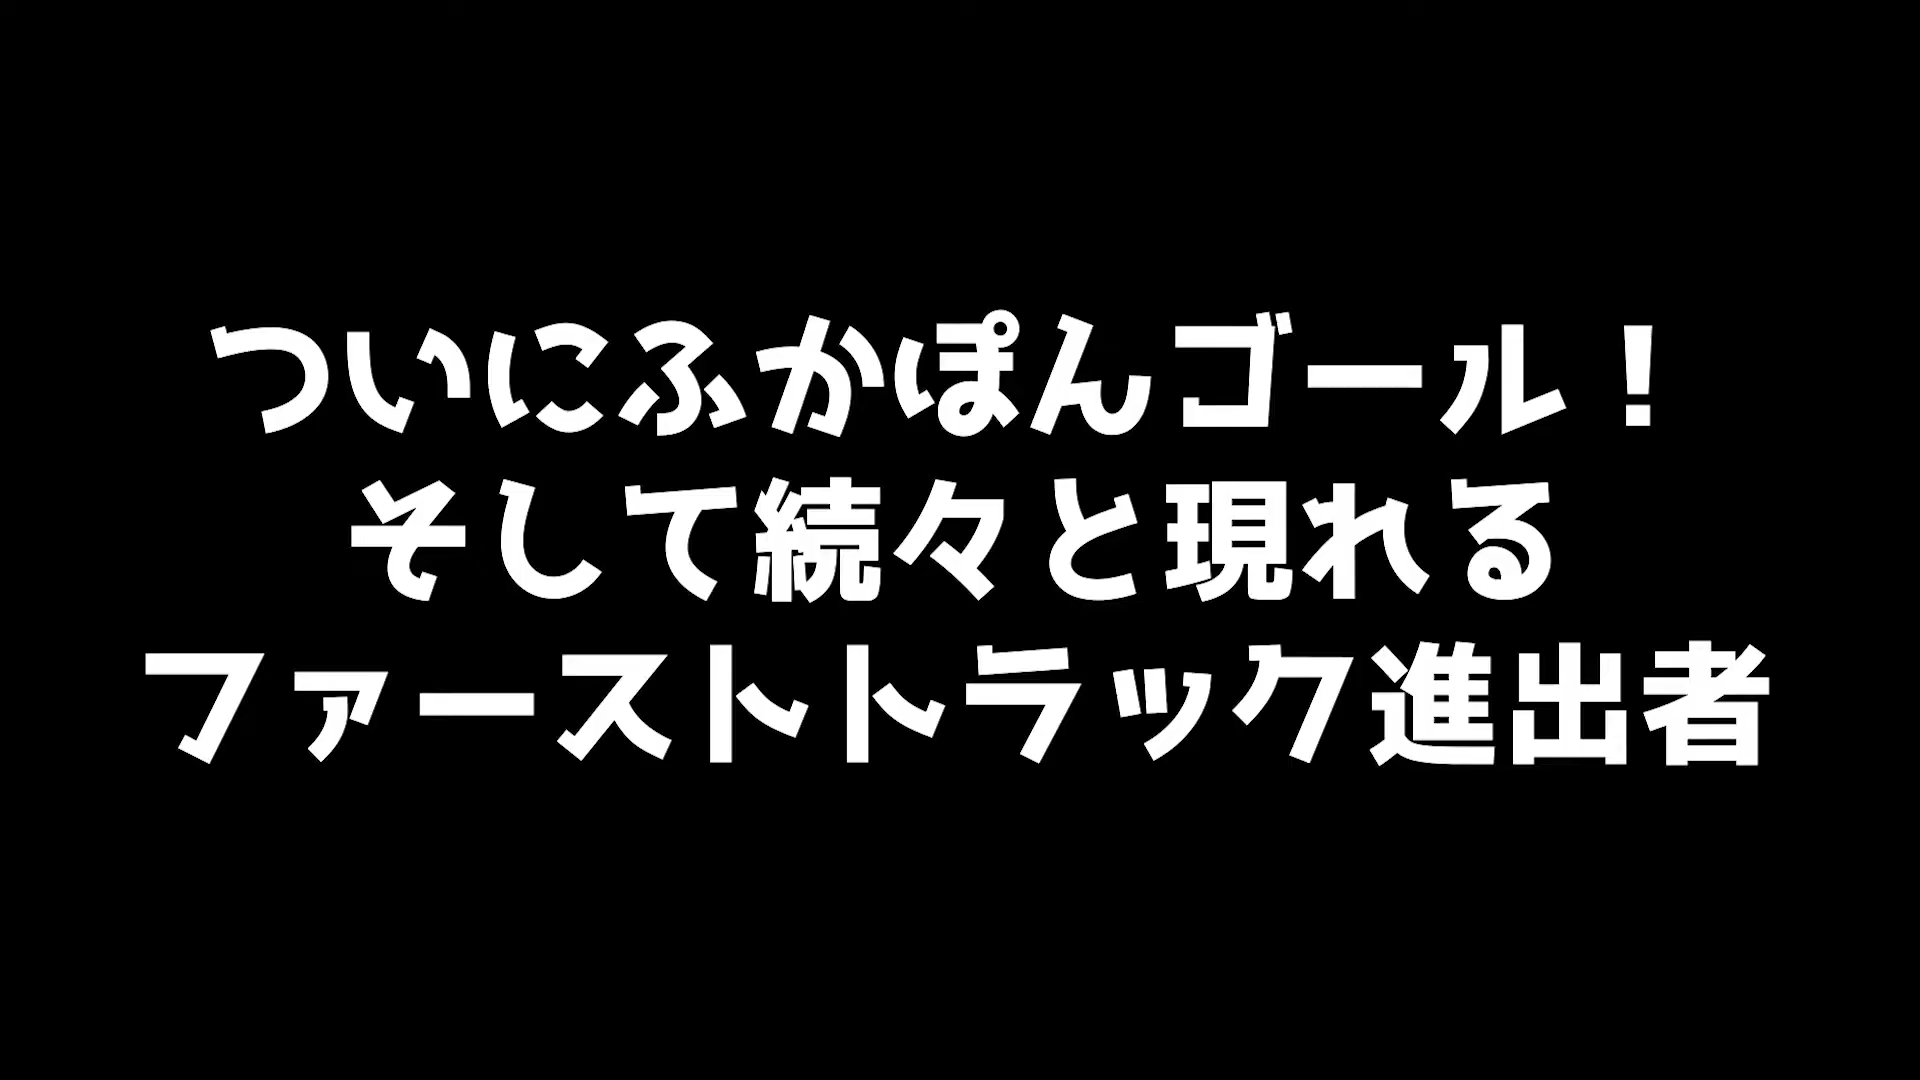 ついにふかぽんゴール！
そして続々と現れる
ファーストトラック進出者